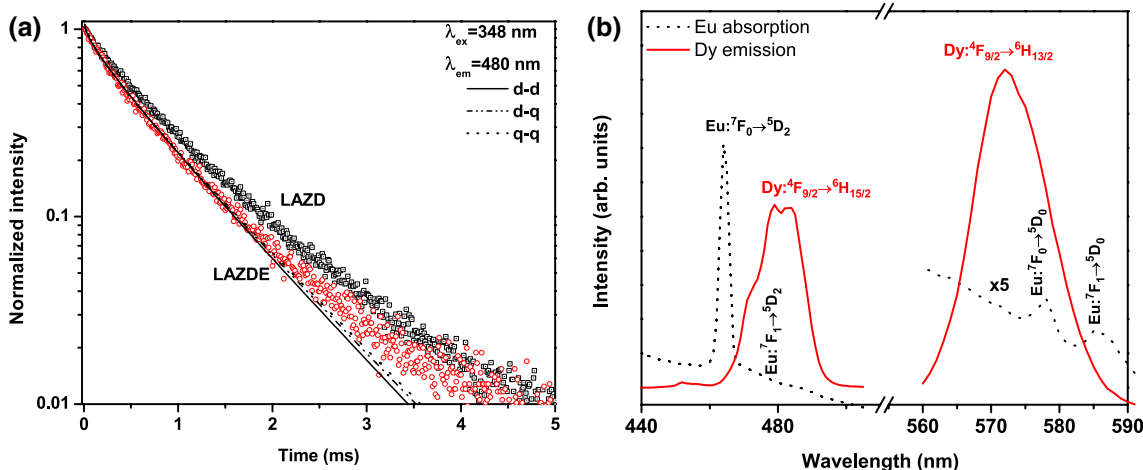 (a)
λex=348 nm
λem=480 nm
d-d
d-q
q-q
LAZD
LAZDE
Normalized intensity
1
0.1
0.01
0 1 2 3 4 5
Time (ms)
(b)
Eu absorption
Dy emission
Dy:⁴F9/2→⁶H13/2
Eu:⁷F0→⁵D2
Dy:⁴F9/2→⁶H15/2
Eu:⁷F1→⁵D2
x5
Eu:⁷F0→⁵D0
Eu:⁷F1→⁵D0
Intensity (arb. units)
440 480 560 570 580 590
Wavelength (nm)